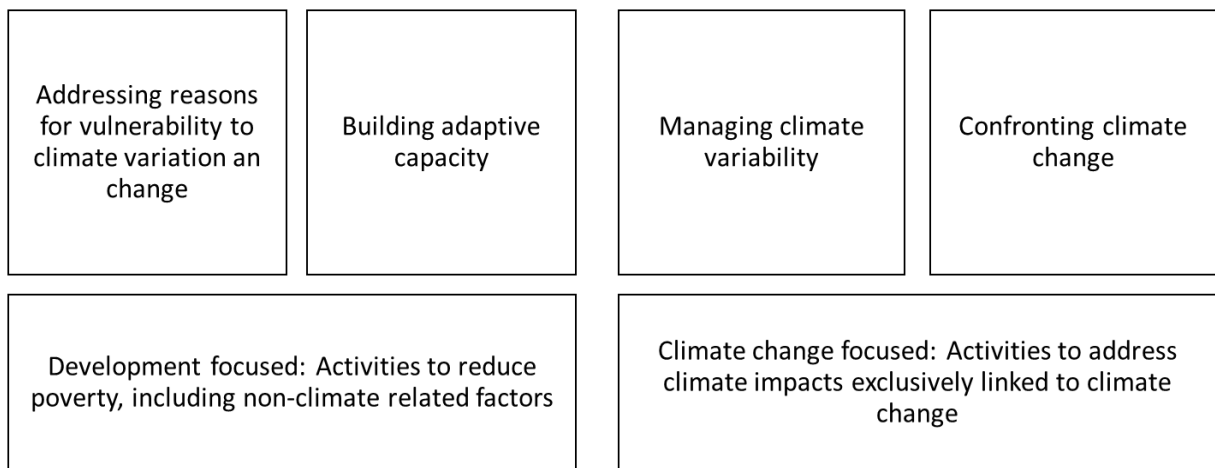 Addressing reasons
for vulnerability to
climate variation an
change
Building adaptive
capacity
Managing climate
variability
Confronting climate
change
Development focused: Activities to reduce
poverty, including non-climate related factors
Climate change focused: Activities to address
climate impacts exclusively linked to climate
change